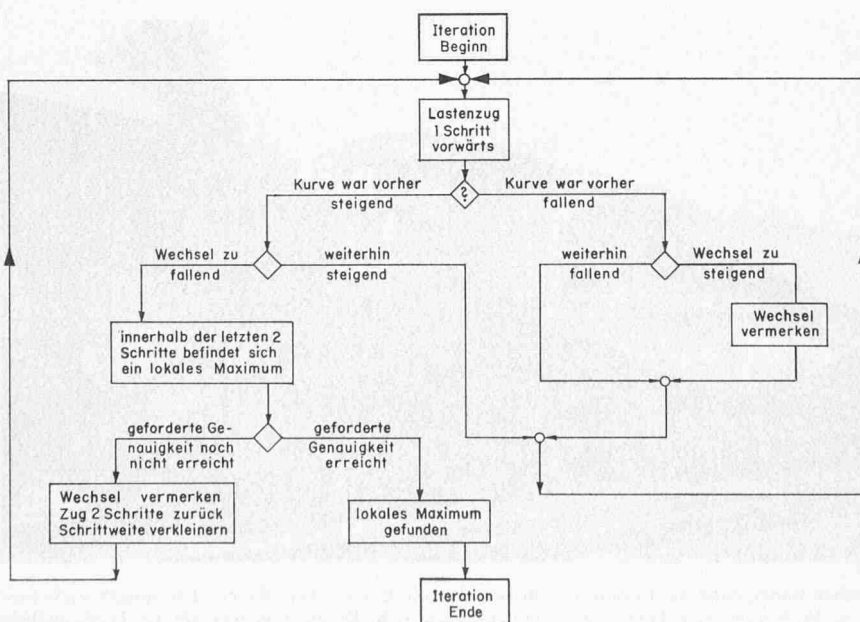 Iteration
Beginn
Lastenzug
1 Schritt
vorwärts
Kurve war vorher
steigend
?
Kurve war vorher
fallend
Wechsel zu
fallend
weiterhin
steigend
weiterhin
fallend
Wechsel zu
steigend
Wechsel
vermerken
innerhalb der letzten 2
Schritte befindet sich
ein lokales Maximum
geforderte Ge-
nauigkeit noch
nicht erreicht
geforderte
Genauigkeit
erreicht
Wechsel vermerken
Zug 2 Schritte zurück
Schrittweite verkleinern
lokales Maximum
gefunden
Iteration
Ende